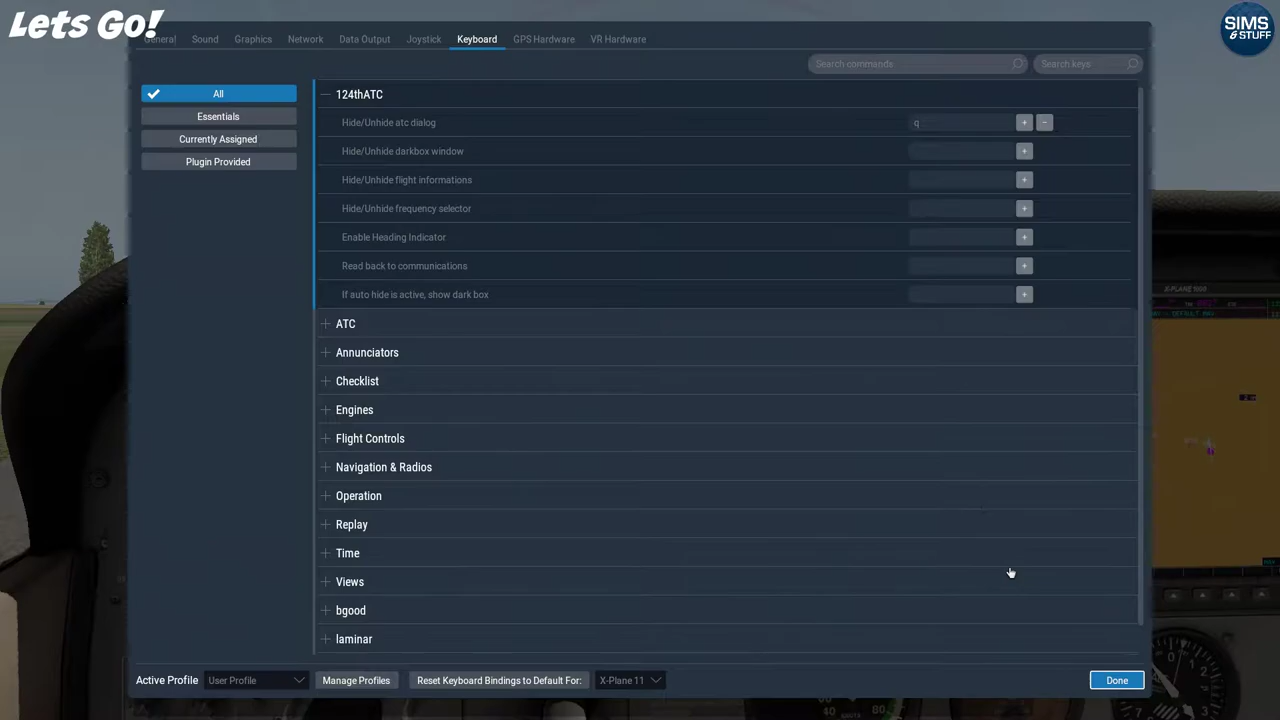 Lets Go!
SIMS
& STUFF
General Sound Graphics Network Data Output Joystick Keyboard GPS Hardware VR Hardware
Search commands Search keys
All
Essentials
Currently Assigned
Plugin Provided
124thATC
Hide/Unhide atc dialog q + -
Hide/Unhide darkbox window +
Hide/Unhide flight informations +
Hide/Unhide frequency selector +
Enable Heading Indicator +
Read back to communications +
If auto hide is active, show dark box +
ATC
Annunciators
Checklist
Engines
Flight Controls
Navigation & Radios
Operation
Replay
Time
Views
bgood
laminar
Active Profile User Profile Manage Profiles Reset Keyboard Bindings to Default For: X-Plane 11 Done
X-PLANE 1000